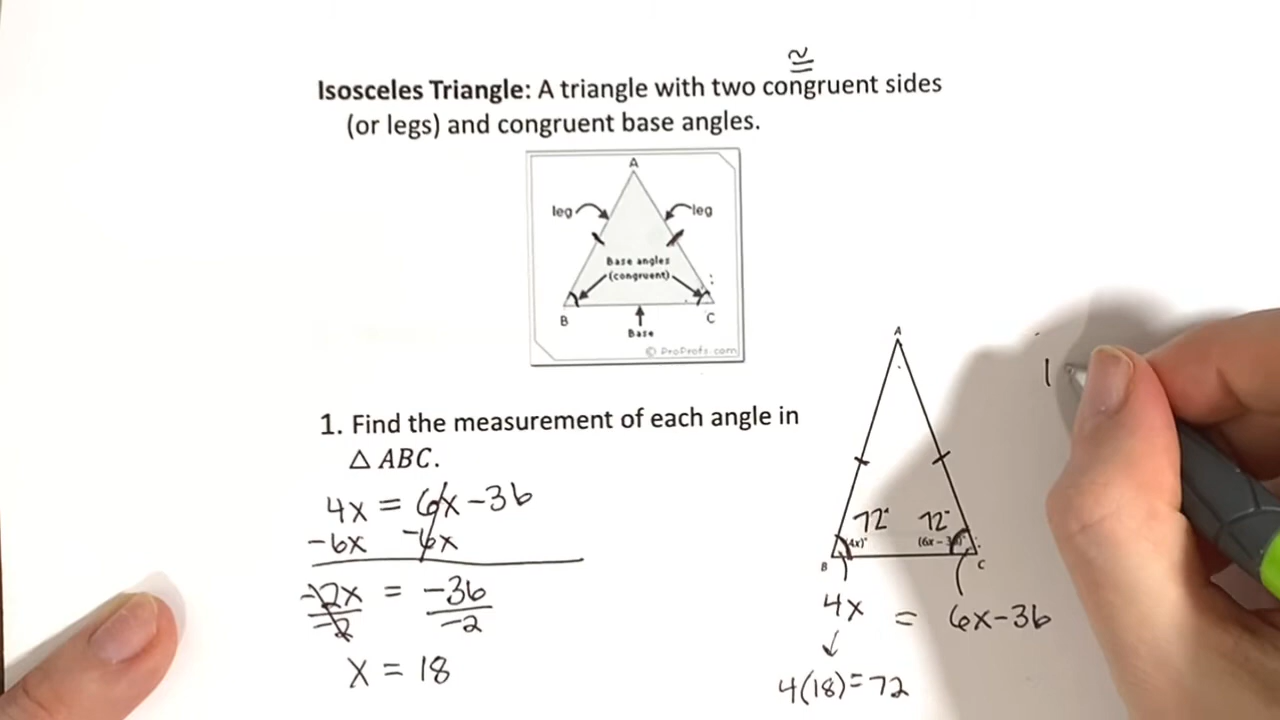 ≅
Isosceles Triangle: A triangle with two congruent sides
(or legs) and congruent base angles.
A
leg
leg
Base angles
(congruent)
B
C
Base
© ProProfs.com
1. Find the measurement of each angle in
△ ABC.
4x = 6x -36
-6x -6x
-2x = -36
-2 -2
x = 18
A
72° 72°
B
C
4x = 6x-36
4(18)=72